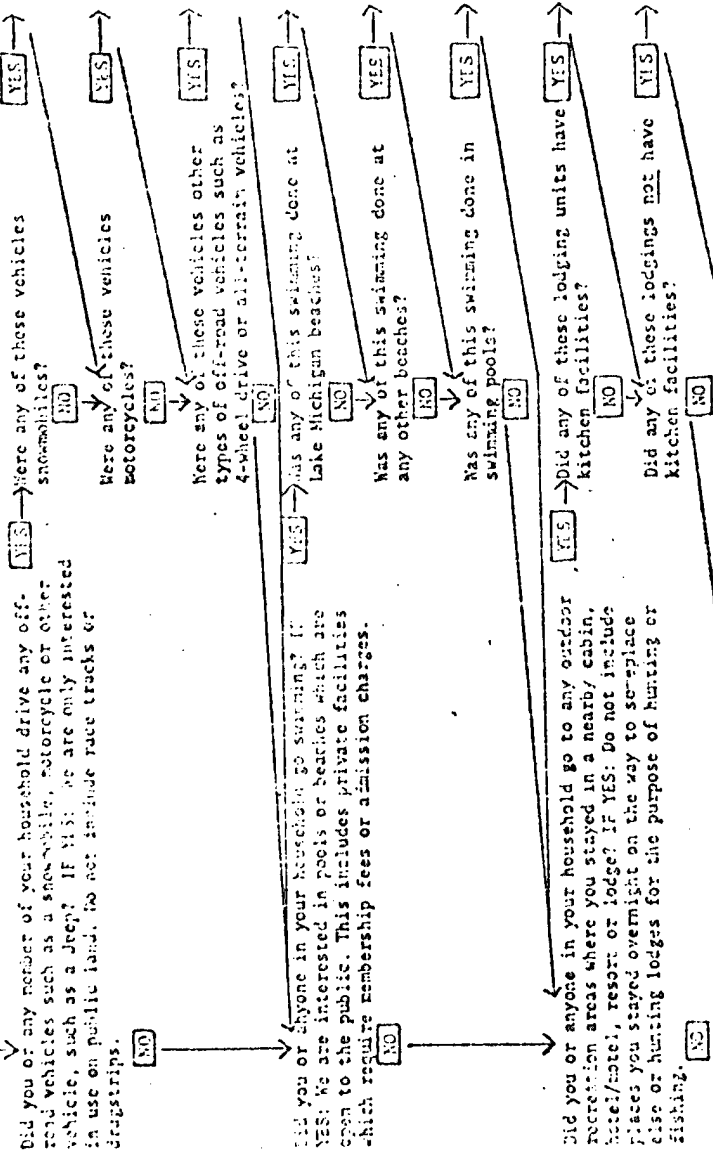 Did you or any member of your household drive any off-
road vehicles such as a snowmobile, motorcycle or other
vehicle, such as a Jeep? IF YES: We are only interested
in use on public land. Do not include race tracks or
dragstrips.
NO
YES
Were any of these vehicles
snowmobiles?
YES
NO
Were any of these vehicles
motorcycles?
YES
NO
Were any of these vehicles other
types of off-road vehicles such as
4-wheel drive or all-terrain vehicles?
YES
NO
Did you or anyone in your household go swimming? IF
YES: We are interested in pools or beaches which are
open to the public. This includes private facilities
which require membership fees or admission charges.
NO
YES
Was any of this swimming done at
Lake Michigan beaches?
YES
NO
Was any of this swimming done at
any other beaches?
YES
NO
Was any of this swimming done in
swimming pools?
YES
NO
Did you or anyone in your household go to any outdoor
recreation areas where you stayed in a nearby cabin,
hotel/motel, resort or lodge? IF YES: Do not include
places you stayed overnight on the way to someplace
else or hunting lodges for the purpose of hunting or
fishing.
NO
YES
Did any of these lodging units have
kitchen facilities?
YES
NO
Did any of these lodgings not have
kitchen facilities?
YES
NO